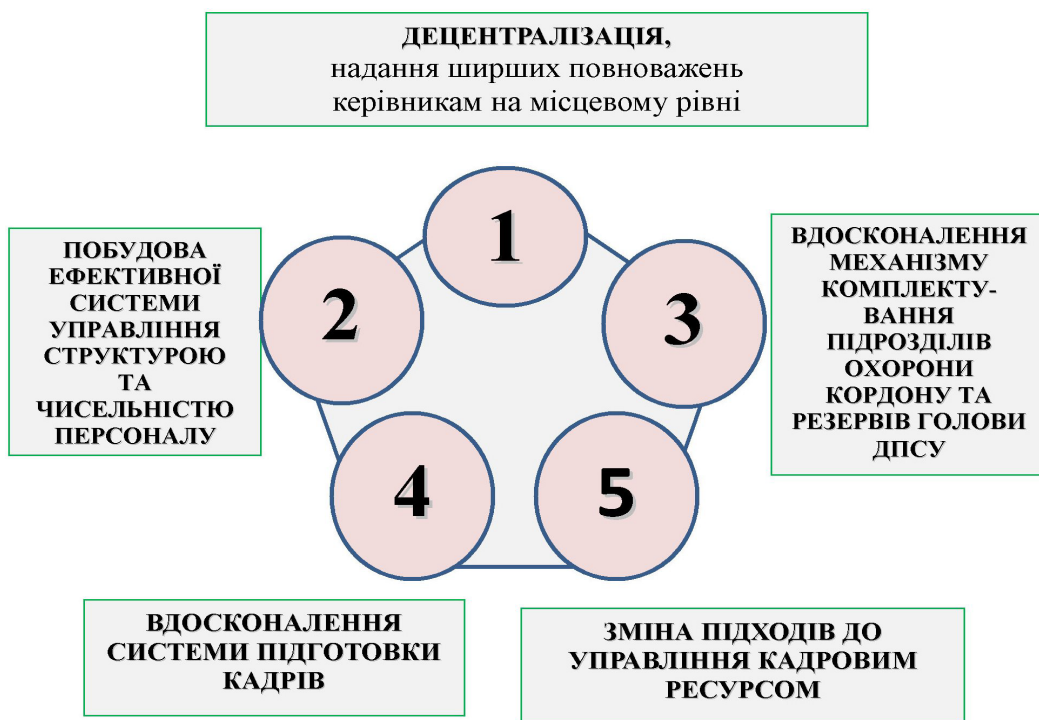 ДЕЦЕНТРАЛІЗАЦІЯ,
надання ширших повноважень
керівникам на місцевому рівні
1
ПОБУДОВА
ЕФЕКТИВНОЇ
СИСТЕМИ
УПРАВЛІННЯ
СТРУКТУРОЮ
ТА
ЧИСЕЛЬНІСТЮ
ПЕРСОНАЛУ
2
3
ВДОСКОНАЛЕННЯ
МЕХАНІЗМУ
КОМПЛЕКТУ-
ВАННЯ
ПІДРОЗДІЛІВ
ОХОРОНИ
КОРДОНУ ТА
РЕЗЕРВІВ ГОЛОВИ
ДПСУ
4
5
ВДОСКОНАЛЕННЯ
СИСТЕМИ ПІДГОТОВКИ
КАДРІВ
ЗМІНА ПІДХОДІВ ДО
УПРАВЛІННЯ КАДРОВИМ
РЕСУРСОМ